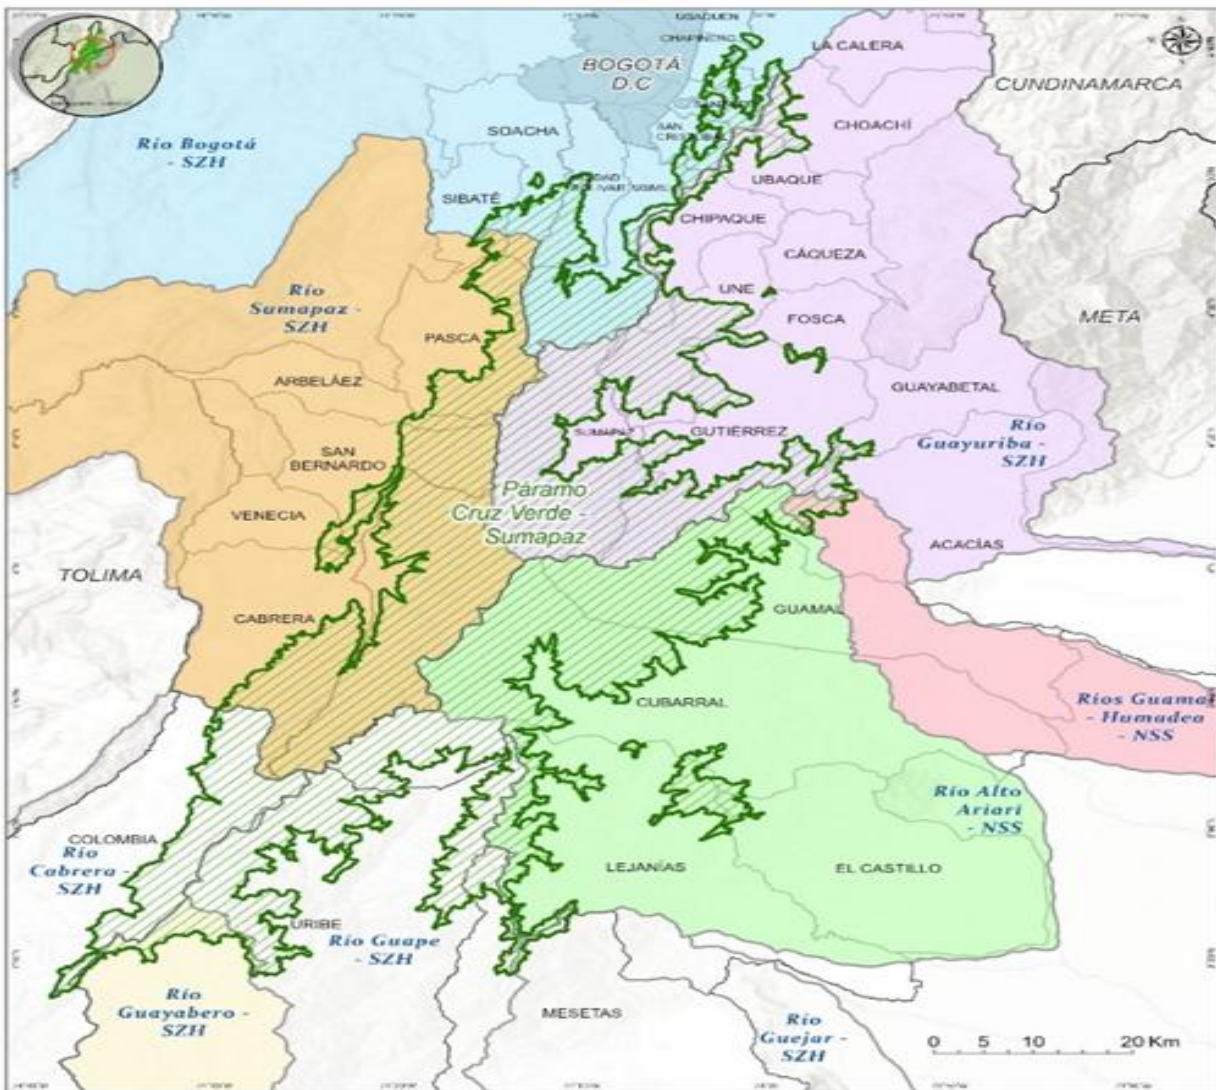 USAQUÉN
CHAPINERO
LA CALERA
BOGOTÁ
D.C
CUNDINAMARCA
SOACHA
SAN
CRISTÓBAL
CHOACHÍ
Río Bogotá
- SZH
UBAQUE
SIBATÉ
CHIPAQUE
CÁQUEZA
Río
Sumapaz -
SZH
UNE
FOSCA
META
PASCA
ARBELÁEZ
GUAYABETAL
SUMAPAZ
GUTIÉRREZ
Río
Guayuriba -
SZH
SAN
BERNARDO
Páramo
Cruz Verde -
Sumapaz
VENECIA
ACACÍAS
TOLIMA
CABRERA
GUAMAL
CUBARRAL
Ríos Guamal
- Humadea
- NSS
Río Alto
Ariari
- NSS
COLOMBIA
Río
Cabrera -
SZH
LEJANÍAS
EL CASTILLO
URIBE
Río Guape
- SZH
Río
Guayabero -
SZH
MESETAS
Río
Guejar -
SZH
0 5 10 20 Km